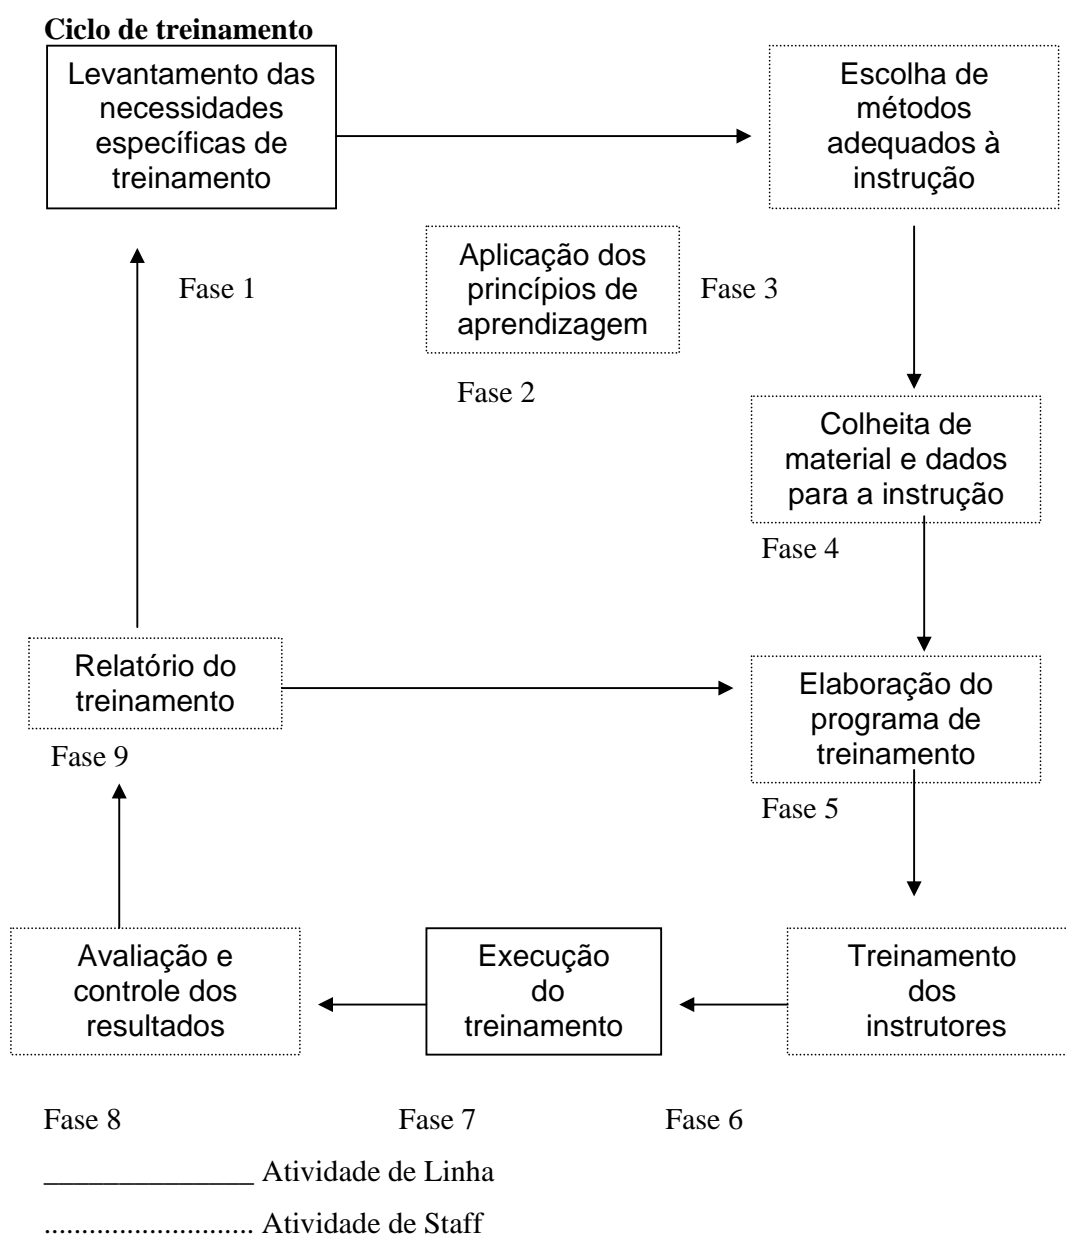 Ciclo de treinamento
Levantamento das
necessidades
específicas de
treinamento
Escolha de
métodos
adequados à
instrução
Fase 1
Aplicação dos
princípios de
aprendizagem
Fase 2
Fase 3
Colheita de
material e dados
para a instrução
Fase 4
Relatório do
treinamento
Fase 9
Elaboração do
programa de
treinamento
Fase 5
Avaliação e
controle dos
resultados
Execução
do
treinamento
Treinamento
dos
instrutores
Fase 8
Fase 7
Fase 6
______________ Atividade de Linha
............................ Atividade de Staff